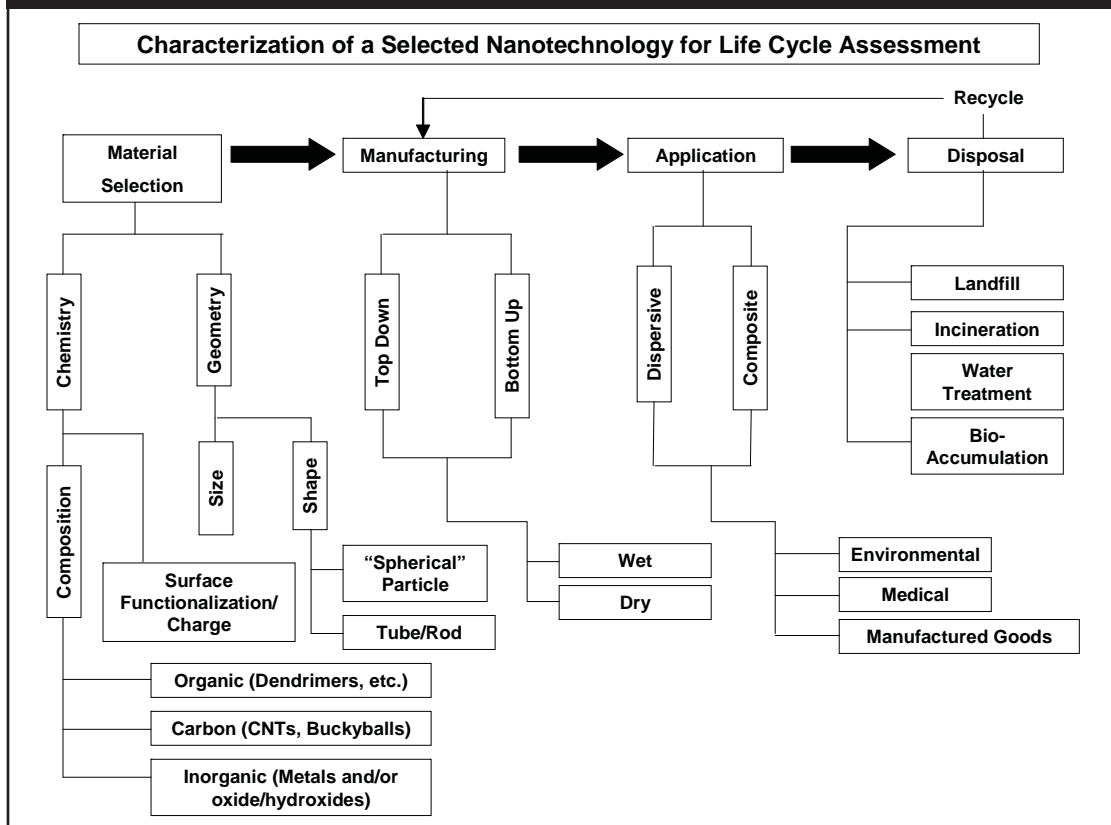 Characterization of a Selected Nanotechnology for Life Cycle Assessment
Recycle
Material
Selection
Manufacturing
Application
Disposal
Chemistry
Geometry
Top Down
Bottom Up
Dispersive
Composite
Landfill
Incineration
Water
Treatment
Bio-
Accumulation
Composition
Size
Shape
Surface
Functionalization/
Charge
“Spherical”
Particle
Tube/Rod
Wet
Dry
Environmental
Medical
Manufactured Goods
Organic (Dendrimers, etc.)
Carbon (CNTs, Buckyballs)
Inorganic (Metals and/or
oxide/hydroxides)